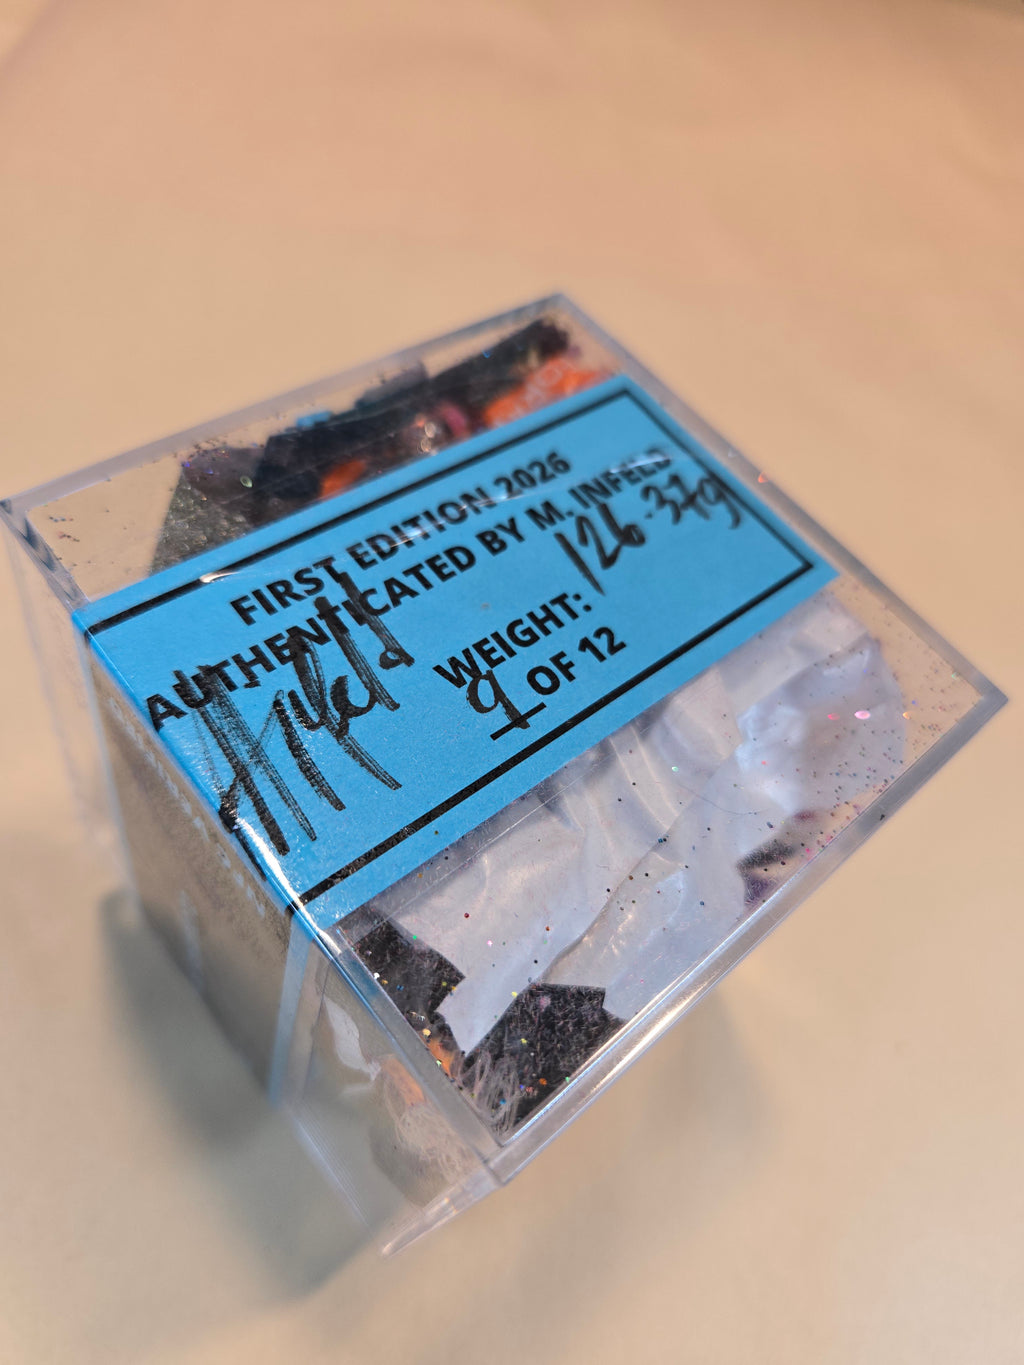 FIRST EDITION 2026
AUTHENTICATED BY M. INFELD
WEIGHT: 126.37g
9 OF 12